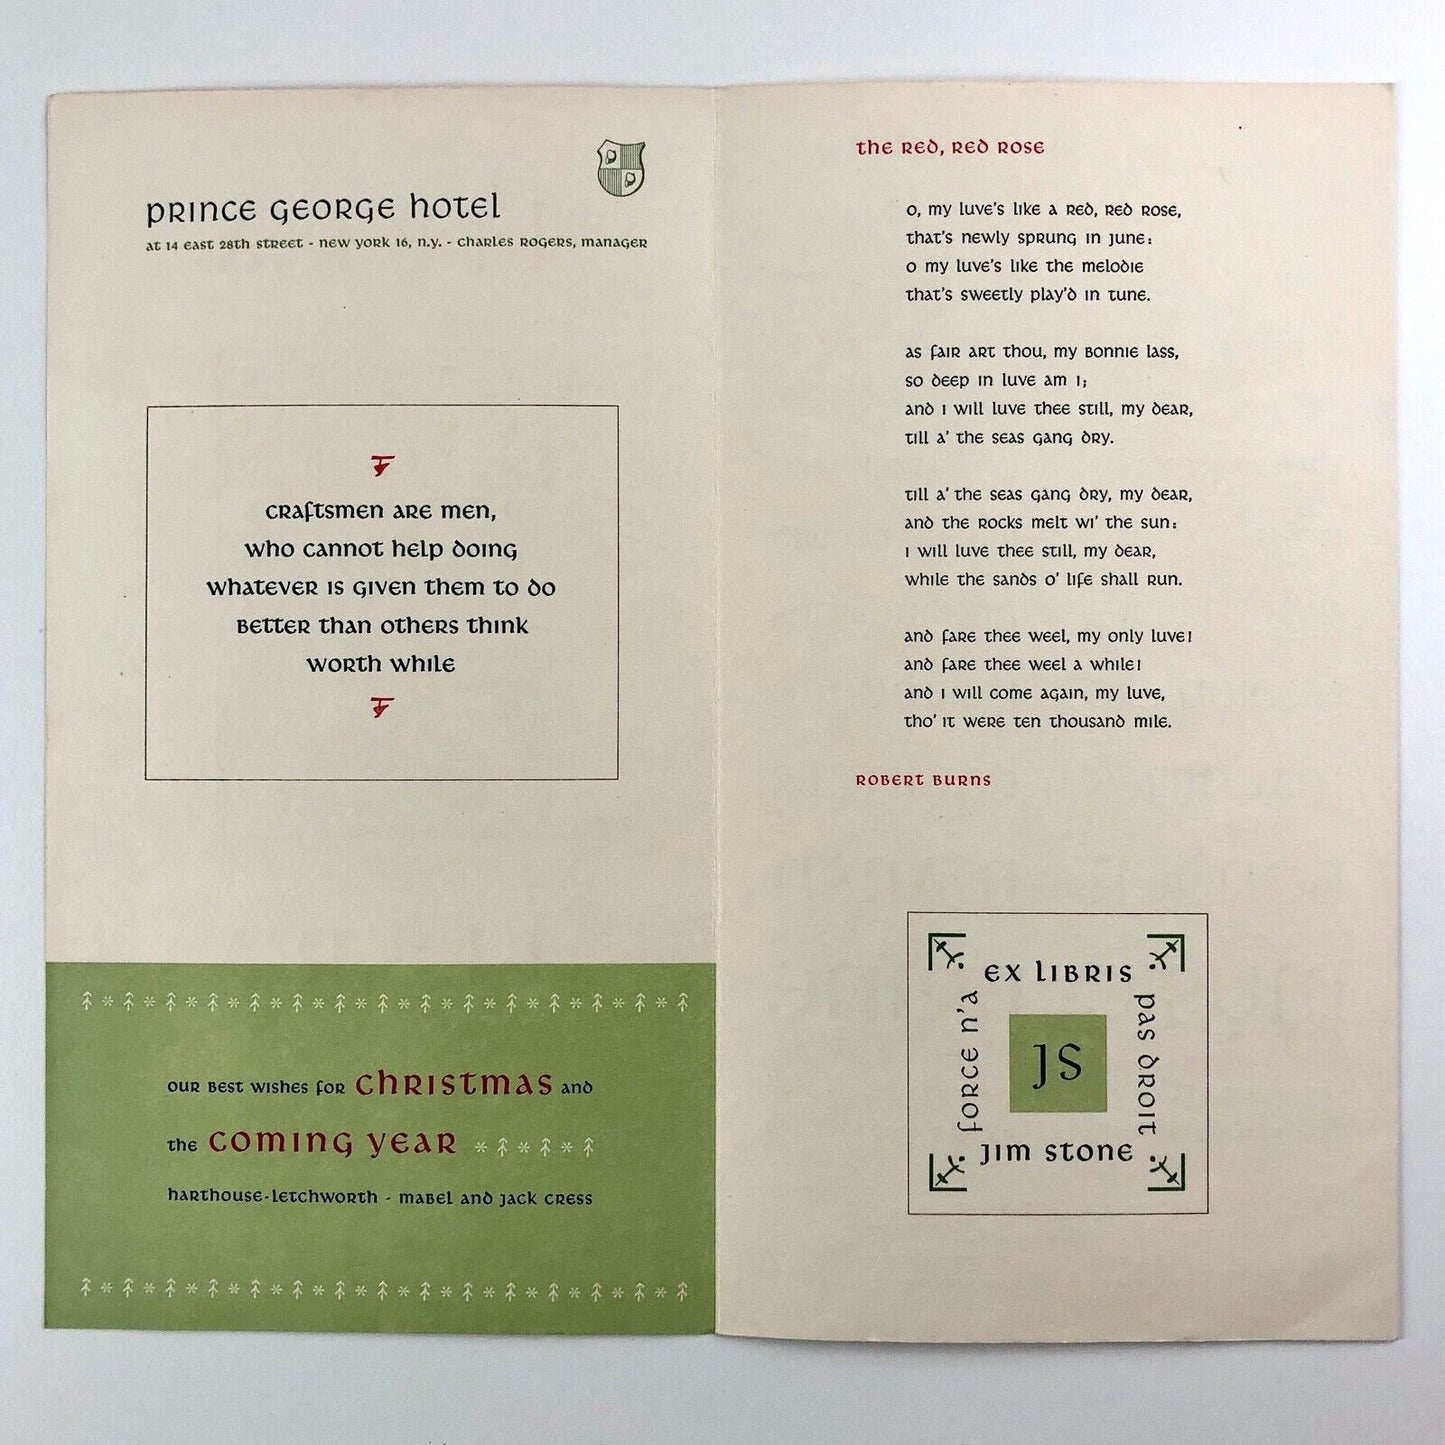 prince george hotel
at 14 east 28th street - new york 16, n.y. - charles rogers, manager
craftsmen are men,
who cannot help doing
whatever is given them to do
better than others think
worth while
our best wishes for christmas and
the coming year
harthouse-letchworth - mabel and jack cress
the red, red rose
o, my luve's like a red, red rose,
that's newly sprung in june:
o my luve's like the melodie
that's sweetly play'd in tune.
as fair art thou, my bonnie lass,
so deep in luve am i;
and i will luve thee still, my dear,
till a' the seas gang dry.
till a' the seas gang dry, my dear,
and the rocks melt wi' the sun:
i will luve thee still, my dear,
while the sands o' life shall run.
and fare thee weel, my only luve!
and fare thee weel a while!
and i will come again, my luve,
tho' it were ten thousand mile.
robert burns
ex libris
force n'a
pas droit
JS
jim stone